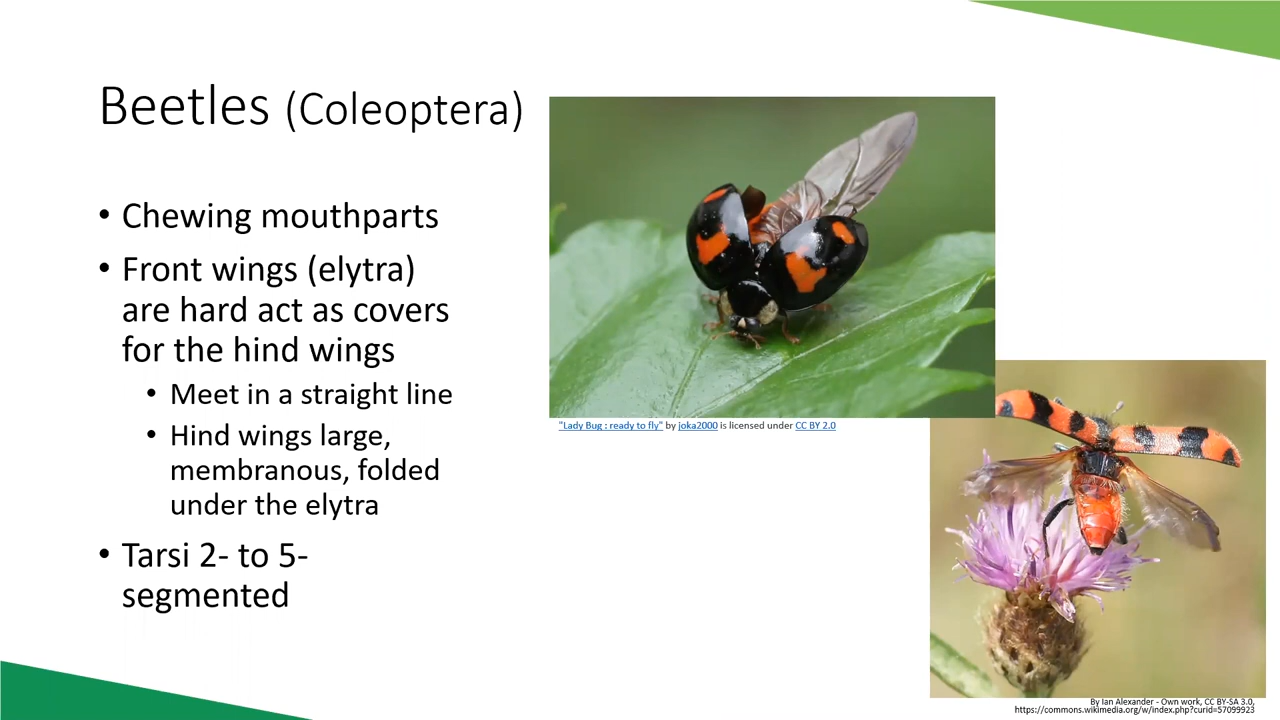 Beetles (Coleoptera)
• Chewing mouthparts
• Front wings (elytra)
are hard act as covers
for the hind wings
• Meet in a straight line
• Hind wings large,
membranous, folded
under the elytra
• Tarsi 2- to 5-
segmented
"Lady Bug : ready to fly" by joka2000 is licensed under CC BY 2.0
By Ian Alexander - Own work, CC BY-SA 3.0,
https://commons.wikimedia.org/w/index.php?curid=57099923